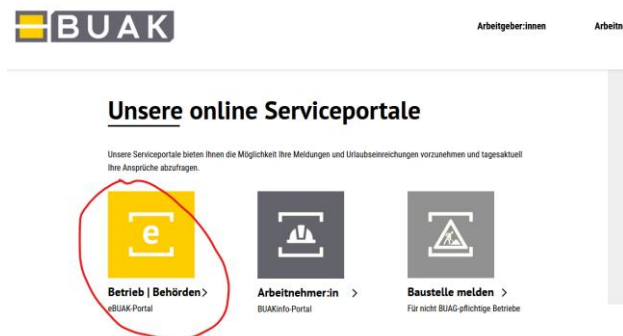 BUAK
Arbeitgeber:innen
Unsere online Serviceportale
Unsere Serviceportale bieten Ihnen die Möglichkeit Ihre Meldungen und Urlaubseinreichungen vorzunehmen und tagesaktuell
Ihre Ansprüche abzufragen.
e
Betrieb | Behörden >
eBUAK-Portal
Arbeitnehmer:in >
BUAKinfo-Portal
Baustelle melden >
Für nicht BUAG-pflichtige Betriebe